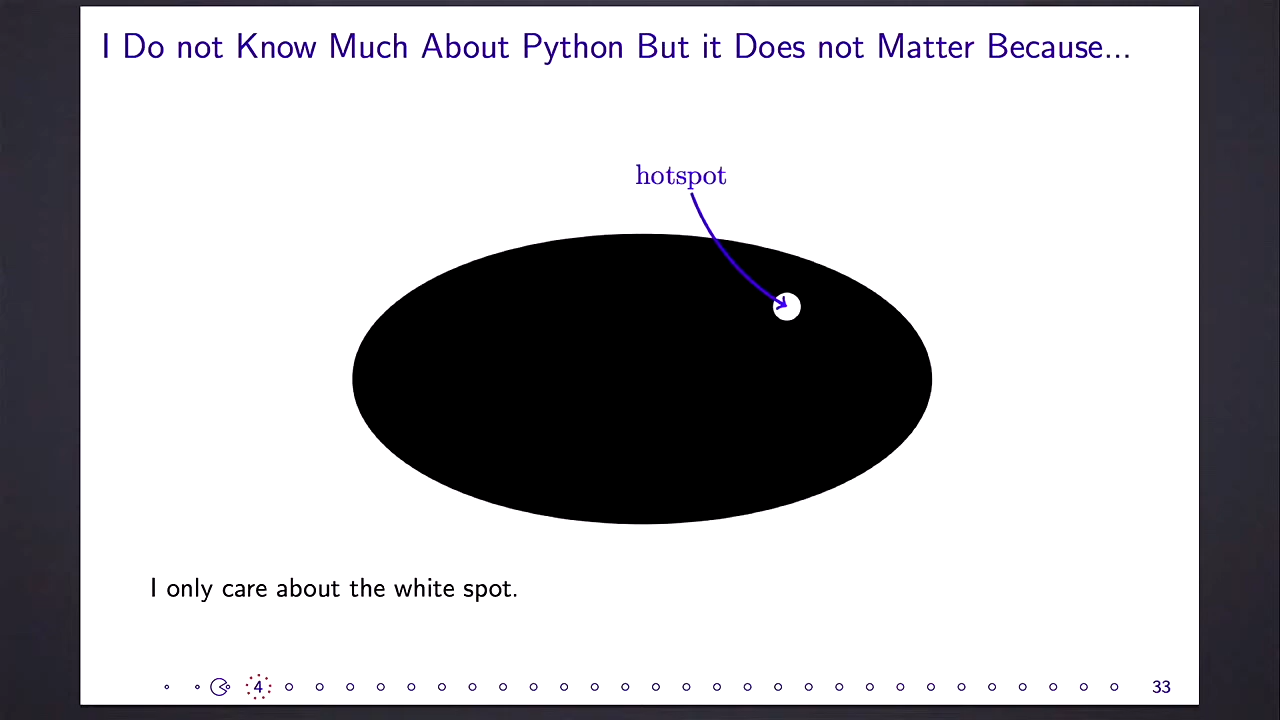 I Do not Know Much About Python But it Does not Matter Because...
hotspot
I only care about the white spot.
4
33